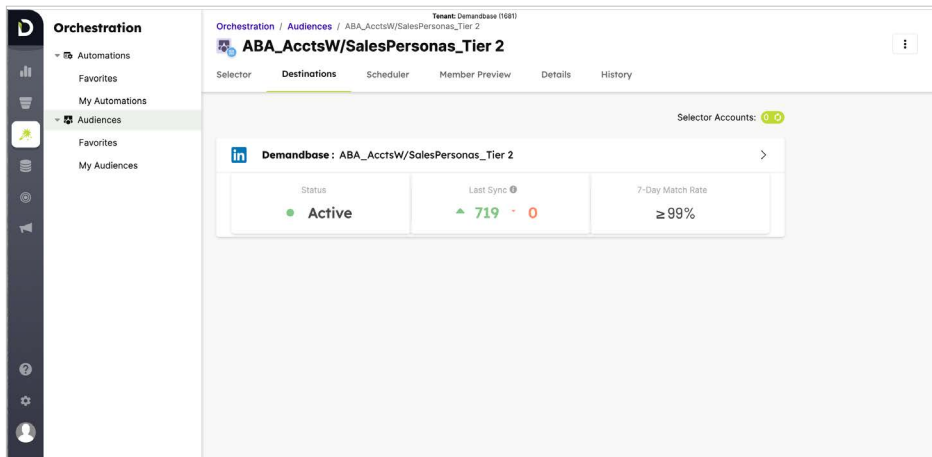 Tenant: Demandbase (1681)
Orchestration
Automations
Favorites
My Automations
Audiences
Favorites
My Audiences
Orchestration / Audiences / ABA_AcctsW/SalesPersonas_Tier 2
ABA_AcctsW/SalesPersonas_Tier 2
Selector Destinations Scheduler Member Preview Details History
Selector Accounts: 0
in Demandbase : ABA_AcctsW/SalesPersonas_Tier 2
Status Last Sync 7-Day Match Rate
Active 719 - 0 ≥99%